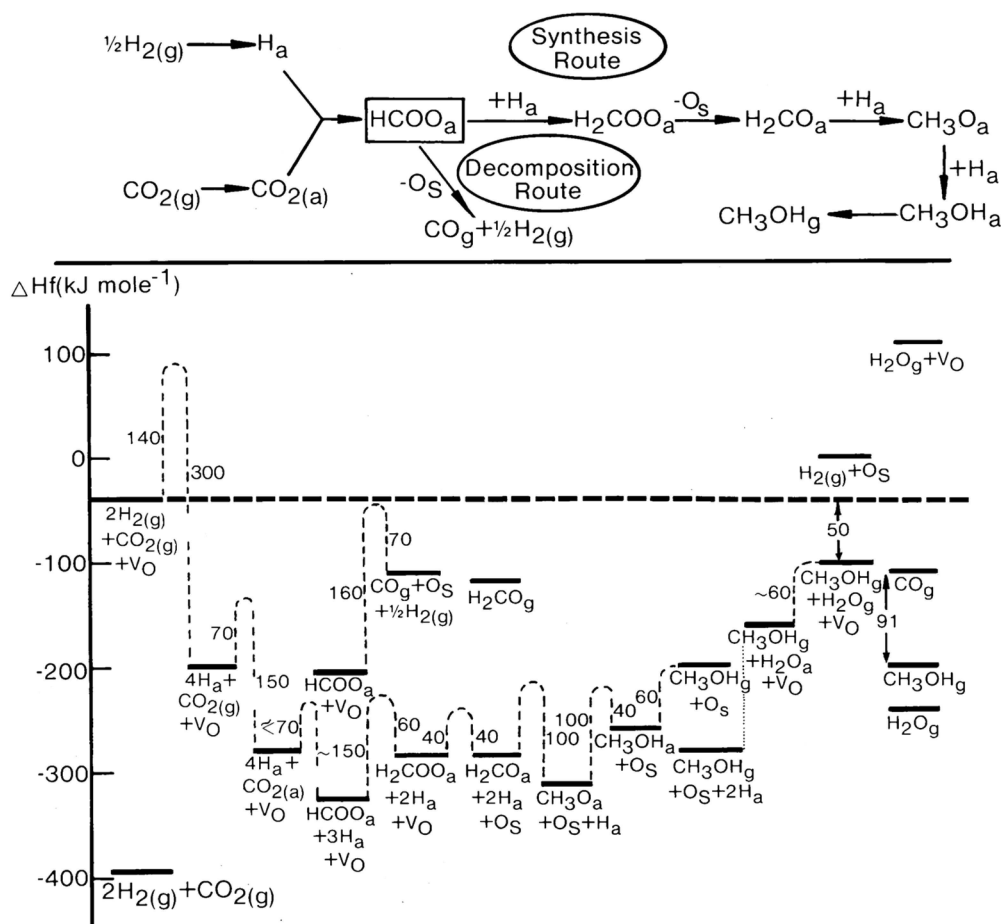 ½H2(g) → Ha
Synthesis
Route
HCOOa +Ha H2COOa -OS H2COa +Ha CH3Oa
Decomposition
Route
CO2(g) → CO2(a)
-OS
+Ha
COg+½H2(g)
CH3OHg ← CH3OHa
△Hf(kJ mole-1)
100
H2Og+VO
140
0
300
H2(g)+OS
2H2(g)
+CO2(g)
+VO
50
-100
70
COg+OS
+½H2(g)
H2COg
160
~60
CH3OHg
+H2Og
+VO
COg
91
70
-200
4Ha+
CO2(g)
+VO
150
HCOOa
+VO
CH3OHg
+H2Oa
+VO
CH3OHg
+OS
CH3OHg
H2Og
⩽70
~150
60
40
40
100
100
40
60
CH3OHa
+OS
4Ha+
CO2(a)
+VO
H2COOa
+2Ha
+VO
H2COa
+2Ha
+OS
CH3OHg
+OS+2Ha
-300
HCOOa
+3Ha
+VO
CH3Oa
+OS+Ha
-400
2H2(g)+CO2(g)